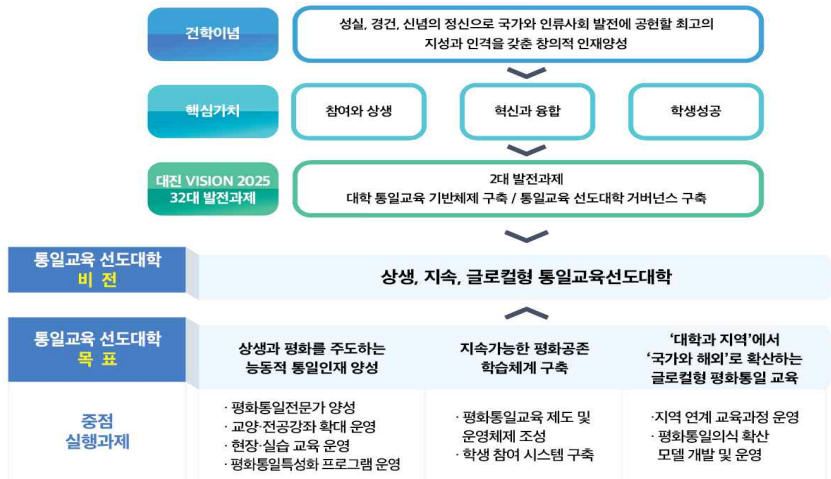 건학이념
성실, 경건, 신념의 정신으로 국가와 인류사회 발전에 공헌할 최고의
지성과 인격을 갖춘 창의적 인재양성
핵심가치
참여와 상생
혁신과 융합
학생성공
대진 VISION 2025
32대 발전과제
2대 발전과제
대학 통일교육 기반체제 구축 / 통일교육 선도대학 거버넌스 구축
통일교육 선도대학
비 전
상생, 지속, 글로컬형 통일교육선도대학
통일교육 선도대학
목 표
상생과 평화를 주도하는
능동적 통일인재 양성
지속가능한 평화공존
학습체계 구축
'대학과 지역'에서
'국가와 해외'로 확산하는
글로컬형 평화통일 교육
중점
실행과제
· 평화통일전문가 양성
· 교양·전공강좌 확대 운영
· 현장·실습 교육 운영
· 평화통일특성화 프로그램 운영
· 평화통일교육 제도 및
운영체제 조성
· 학생 참여 시스템 구축
·지역 연계 교육과정 운영
· 평화통일의식 확산
모델 개발 및 운영